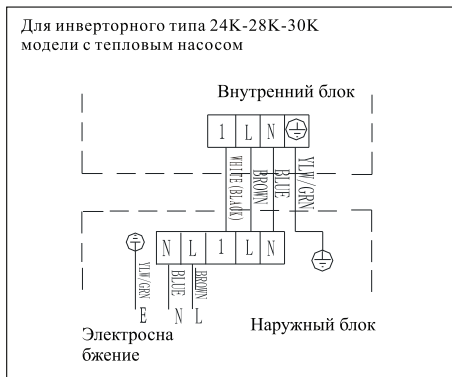 Для инверторного типа 24K-28K-30K
модели с тепловым насосом
Внутренний блок
1 L N
WHITE(BLACK) BROWN BLUE YLW/GRN
N L 1 L N
YLW/GRN BLUE BROWN
E N L
Электросна
бжение
Наружный блок